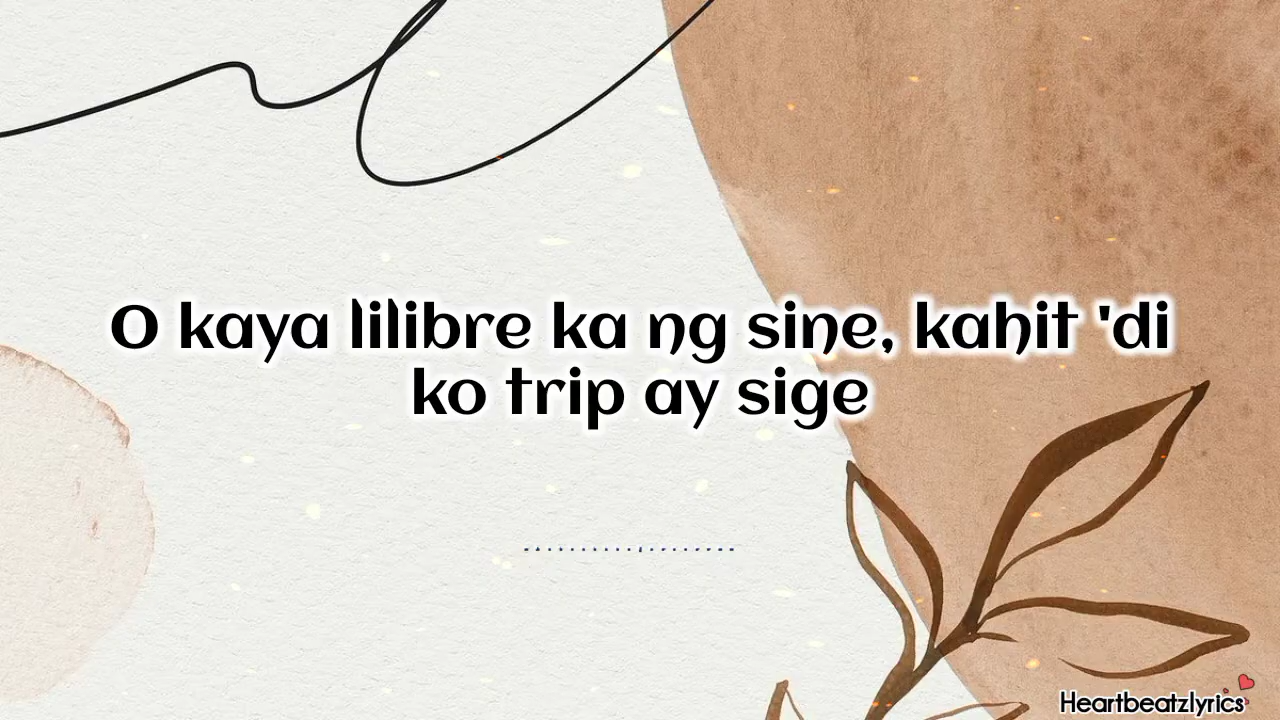 O kaya lilibre ka ng sine, kahit 'di
ko trip ay sige
Heartbeatzlyrics